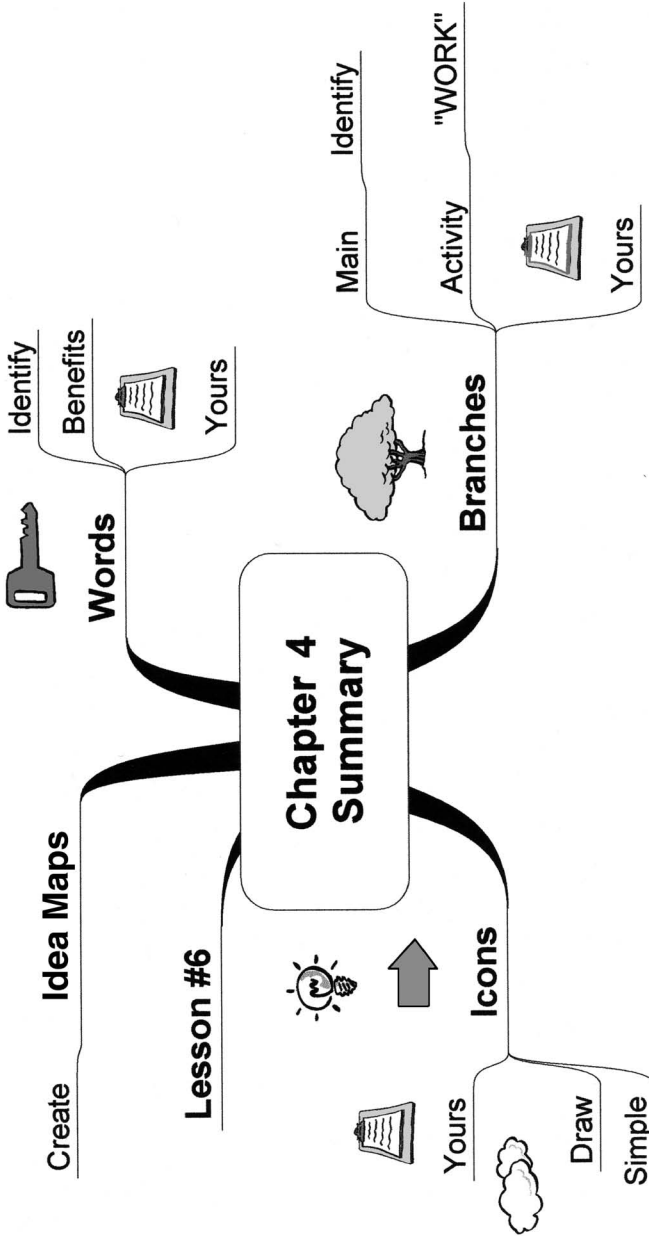 Chapter 4
Summary
Words
Identify
Benefits
Yours
Branches
Main
Identify
Activity
"WORK"
Yours
Icons
Yours
Draw
Simple
Lesson #6
Idea Maps
Create